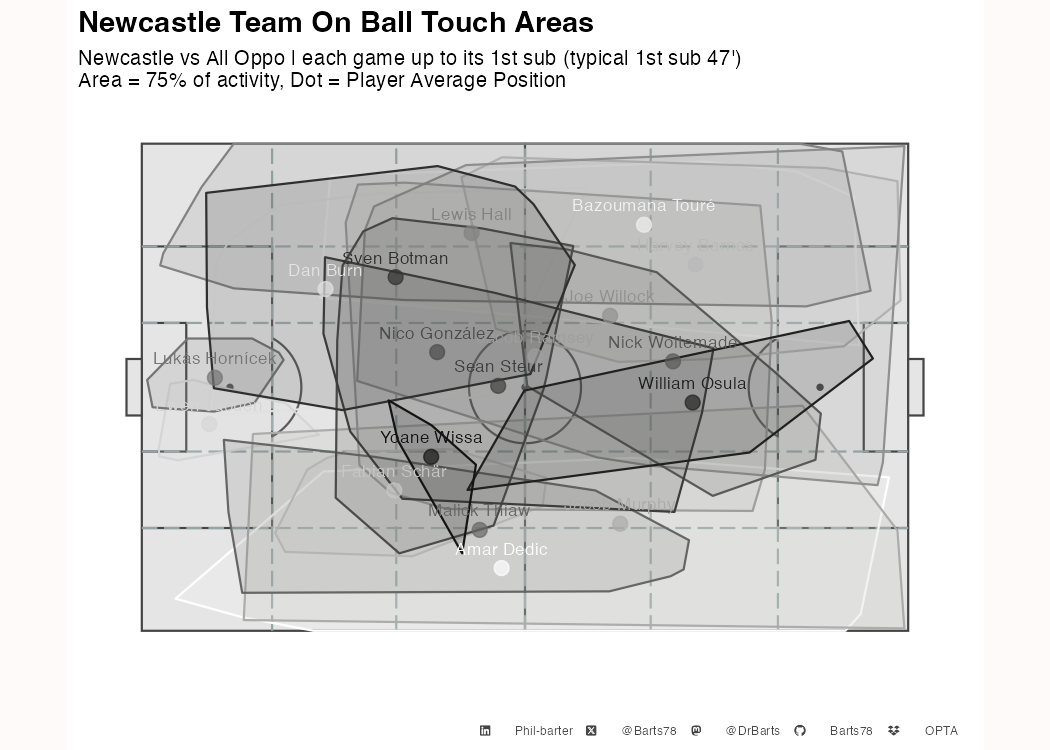 Newcastle Team On Ball Touch Areas
Newcastle vs All Oppo I each game up to its 1st sub (typical 1st sub 47')
Area = 75% of activity, Dot = Player Average Position
Bazoumana Touré
Lewis Hall
Sven Botman
Dan Burn
Joe Willock
Nico González
Nick Woltemade
Lukas Hornicek
Sean Steur
William Osula
Yoane Wissa
Fabian Schär
Malick Thiaw
Jacob Murphy
Amar Dedic
Phil-barter
@Barts78
@DrBarts
Barts78
OPTA